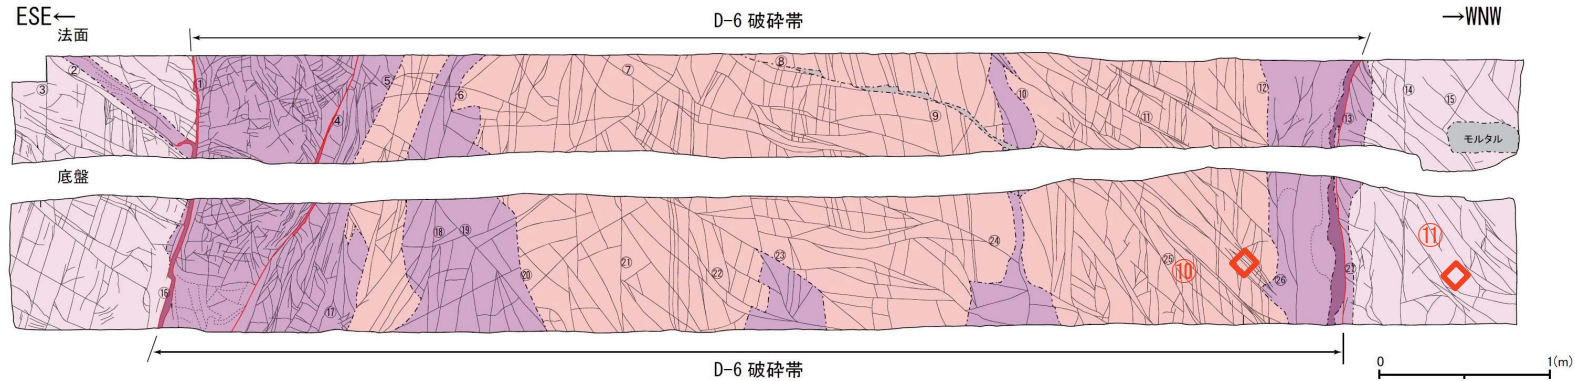 ESE←
法面
D-6 破砕帯
→WNW
① ② ③ ④ ⑤ ⑥ ⑦ ⑧ ⑨ ⑩ ⑪ ⑫ ⑬ ⑭ ⑮
モルタル
底盤
⑯ ⑰ ⑱ ⑲ ⑳ ㉑ ㉒ ㉓ ㉔ ㉕ ⑩ ㉖ ㉗ ⑪
D-6 破砕帯
0 1(m)